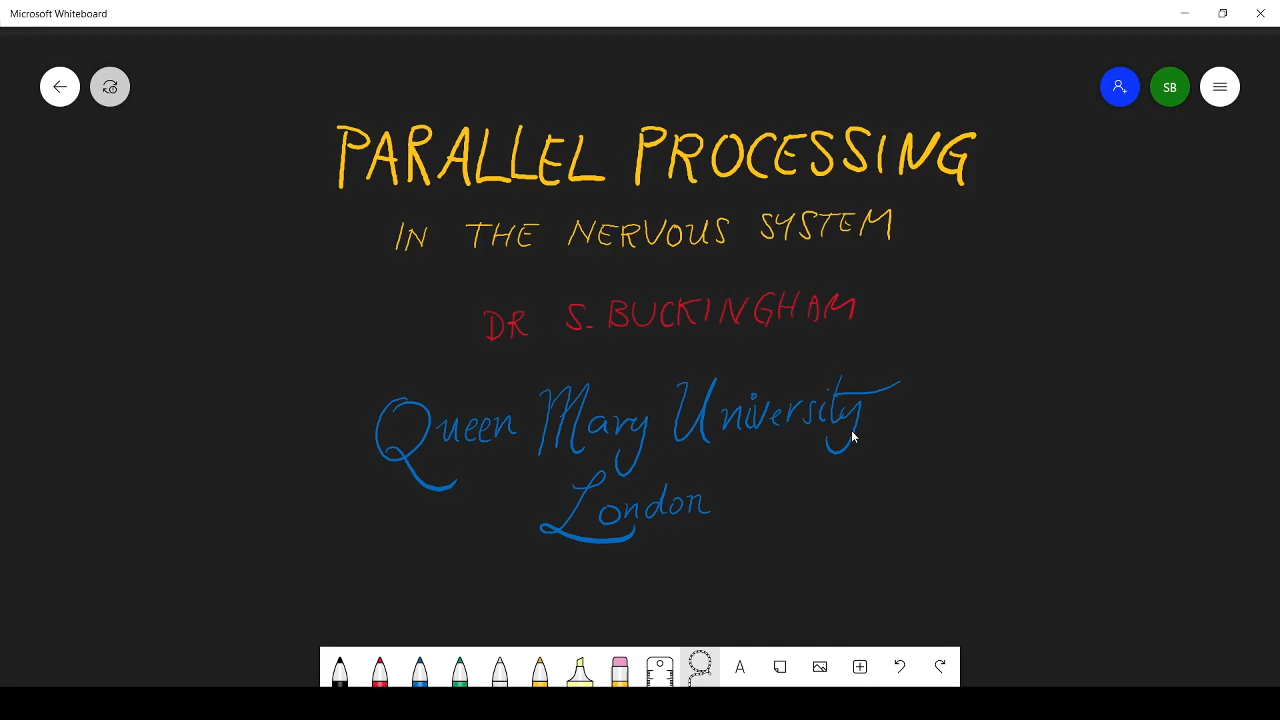 Microsoft Whiteboard
SB
PARALLEL PROCESSING
IN THE NERVOUS SYSTEM
DR S. BUCKINGHAM
Queen Mary University
London
A